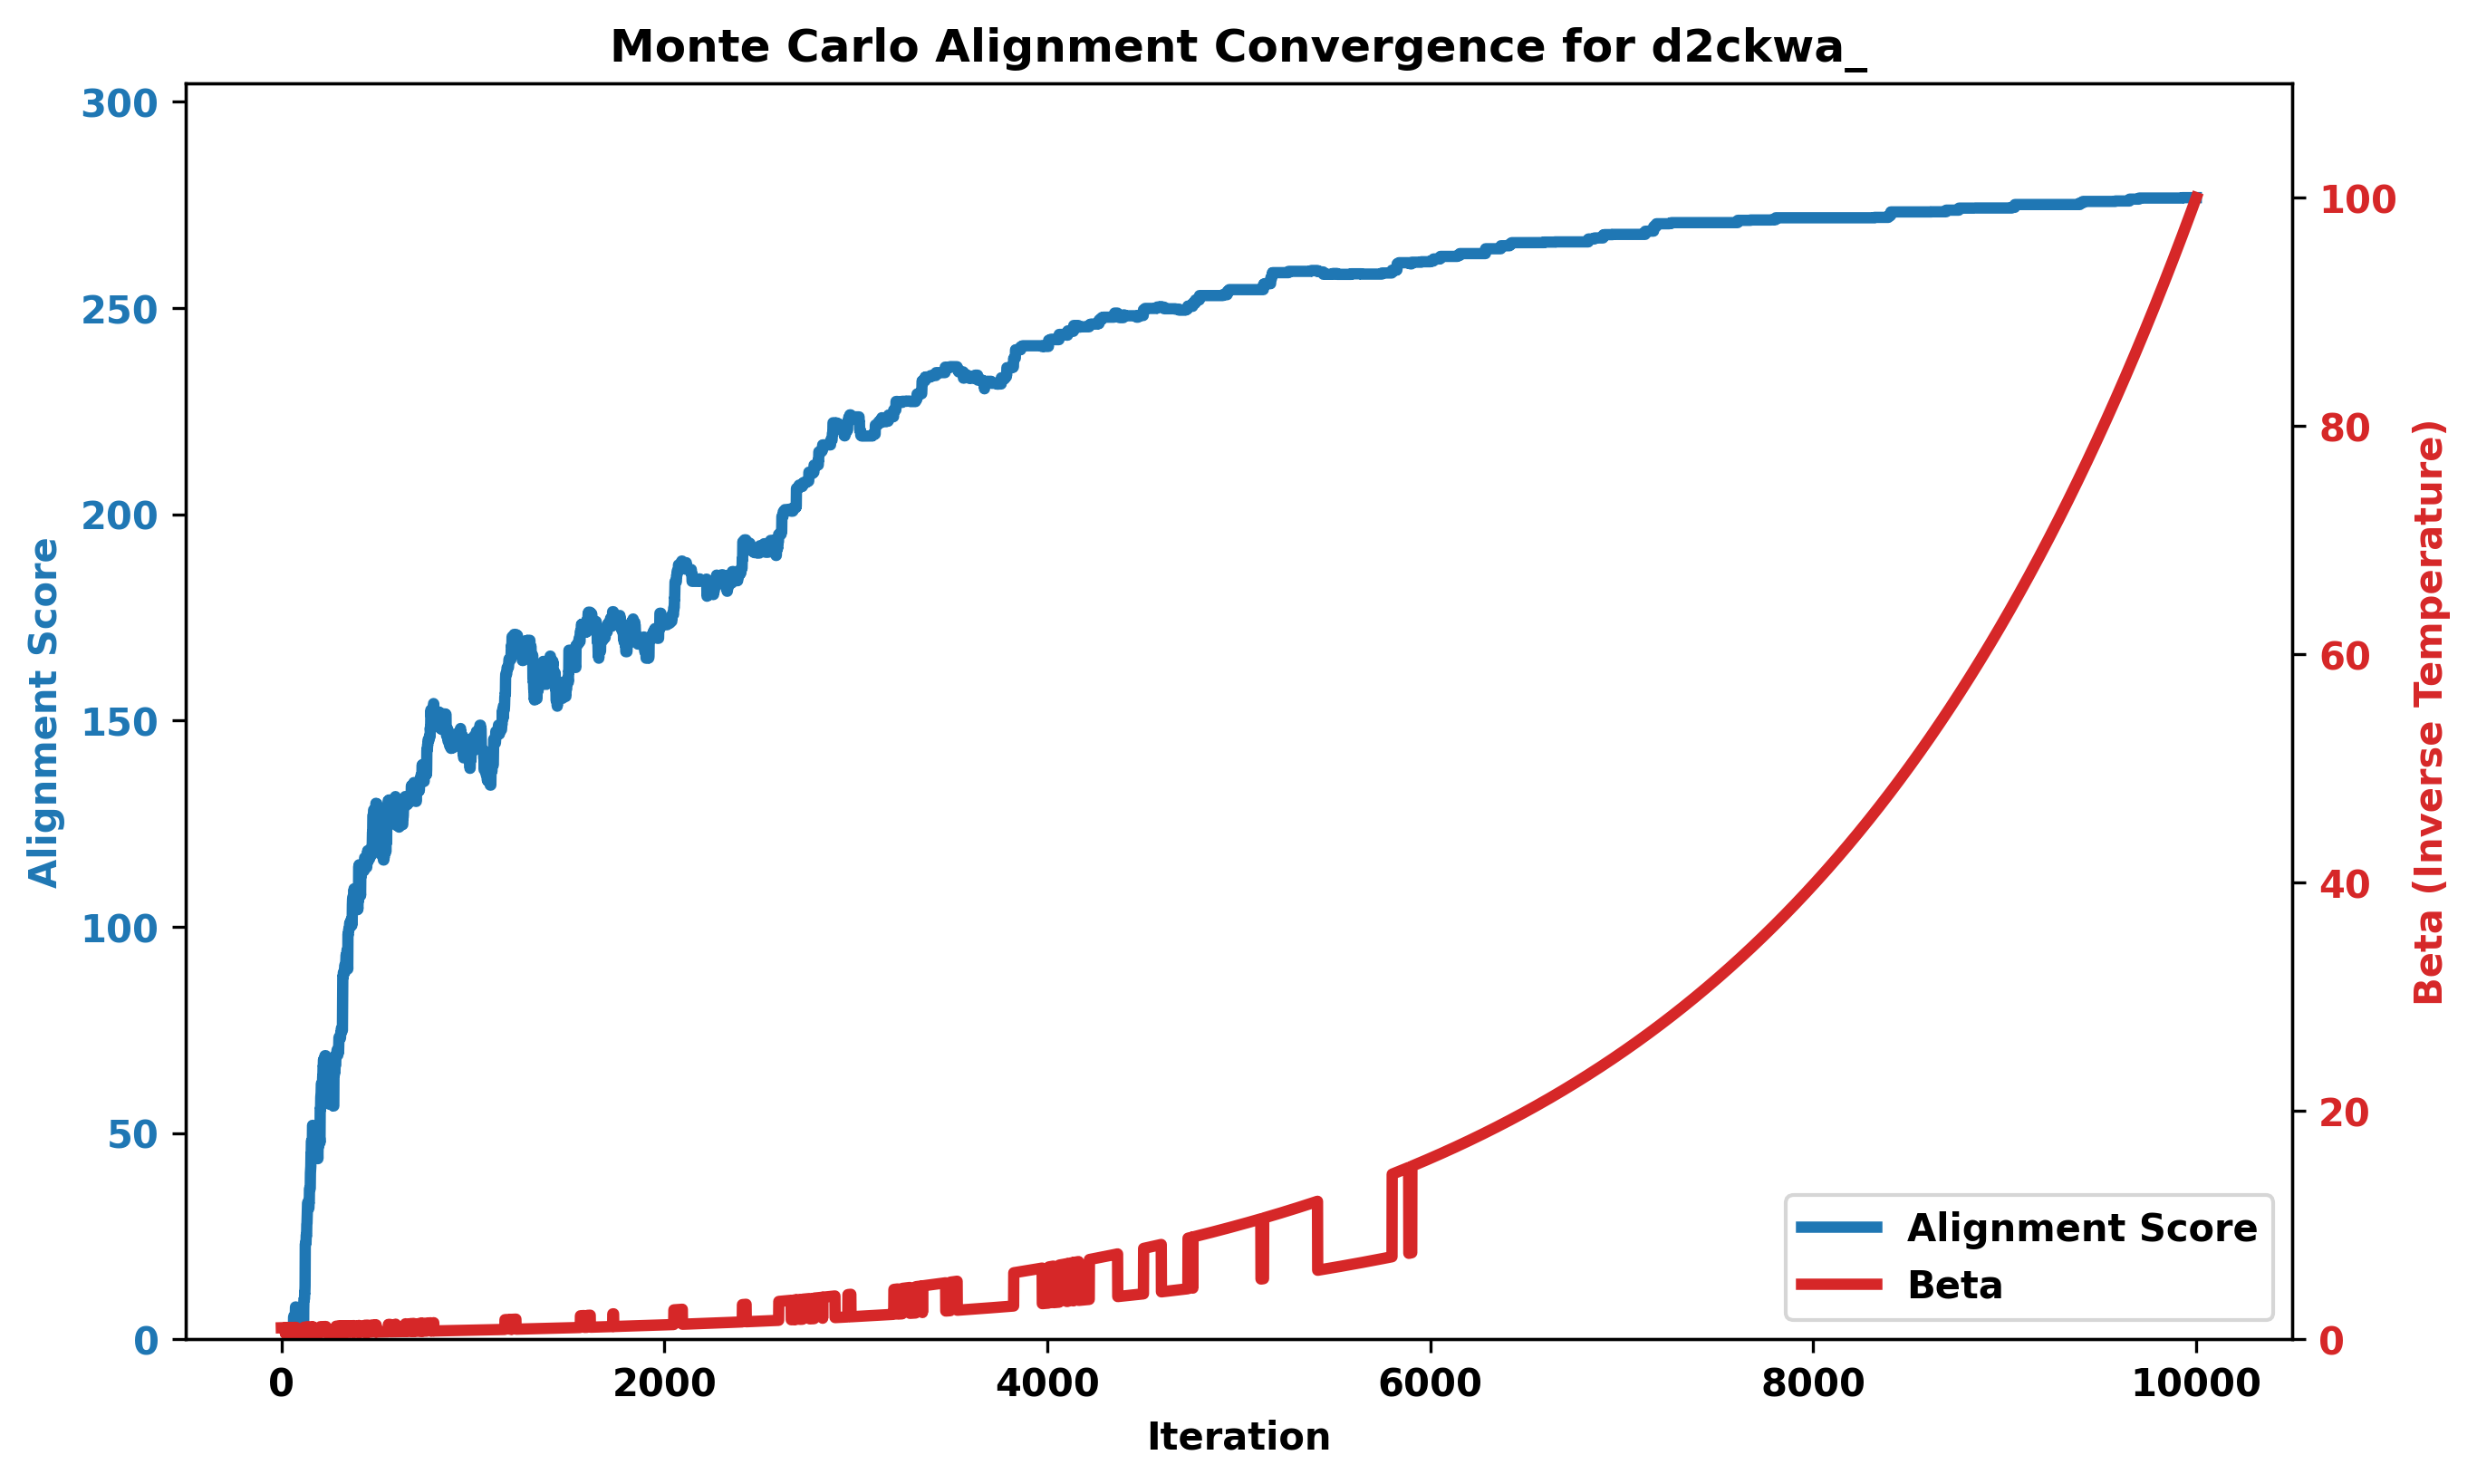 Monte Carlo Alignment Convergence for d2ckwa_
300
250
200
150
100
50
0
Alignment Score
100
80
60
40
20
0
Beta (Inverse Temperature)
Alignment Score
Beta
0 2000 4000 6000 8000 10000
Iteration